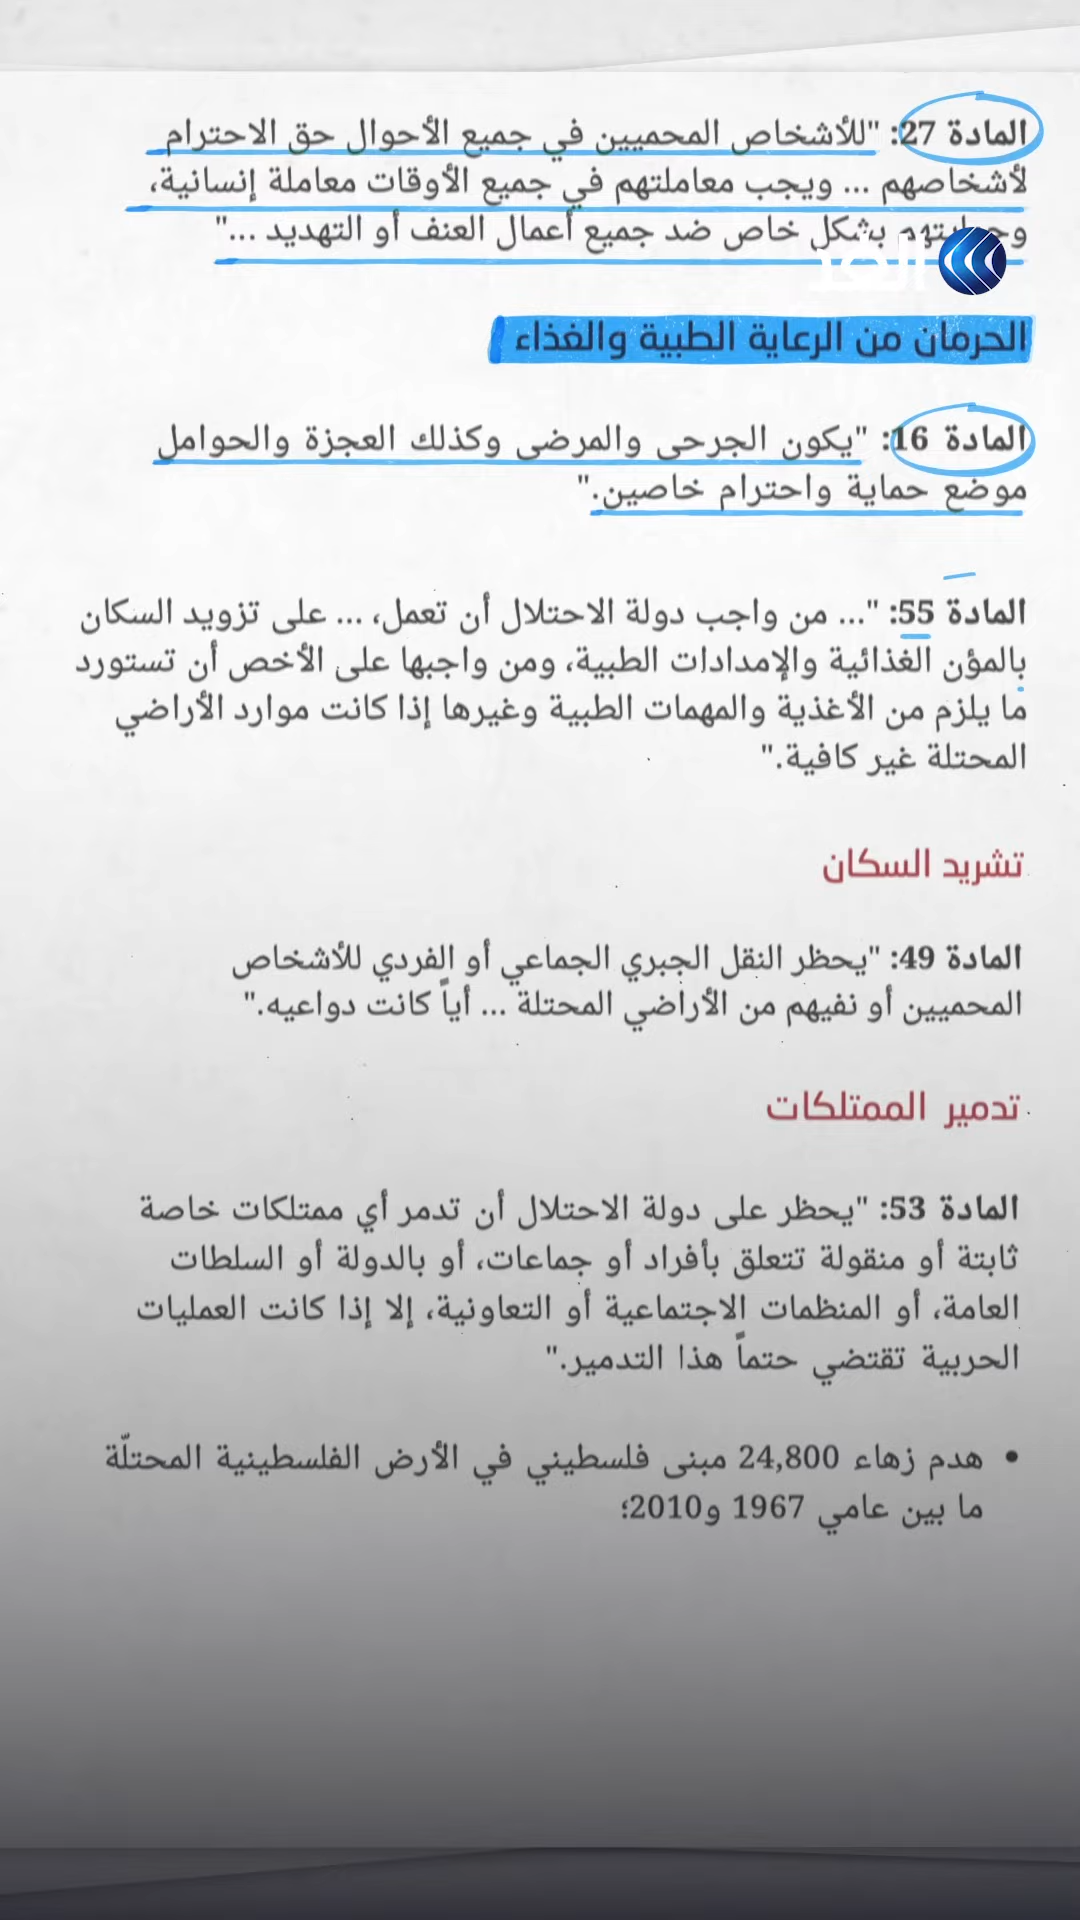 المادة 27: "للأشخاص المحميين في جميع الأحوال حق الاحترام
لأشخاصهم ... ويجب معاملتهم في جميع الأوقات معاملة إنسانية،
وحمايتهم بشكل خاص ضد جميع أعمال العنف أو التهديد ..."
الغد
الحرمان من الرعاية الطبية والغذاء
المادة 16: "يكون الجرحى والمرضى وكذلك العجزة والحوامل
موضع حماية واحترام خاصين."
المادة 55: "... من واجب دولة الاحتلال أن تعمل، ... على تزويد السكان
بالمؤن الغذائية والإمدادات الطبية، ومن واجبها على الأخص أن تستورد
ما يلزم من الأغذية والمهمات الطبية وغيرها إذا كانت موارد الأراضي
المحتلة غير كافية."
تشريد السكان
المادة 49: "يحظر النقل الجبري الجماعي أو الفردي للأشخاص
المحميين أو نفيهم من الأراضي المحتلة ... أياً كانت دواعيه."
تدمير الممتلكات
المادة 53: "يحظر على دولة الاحتلال أن تدمر أي ممتلكات خاصة
ثابتة أو منقولة تتعلق بأفراد أو جماعات، أو بالدولة أو السلطات
العامة، أو المنظمات الاجتماعية أو التعاونية، إلا إذا كانت العمليات
الحربية تقتضي حتماً هذا التدمير."
• هدم زهاء 24,800 مبنى فلسطيني في الأرض الفلسطينية المحتلّة
ما بين عامي 1967 و2010؛